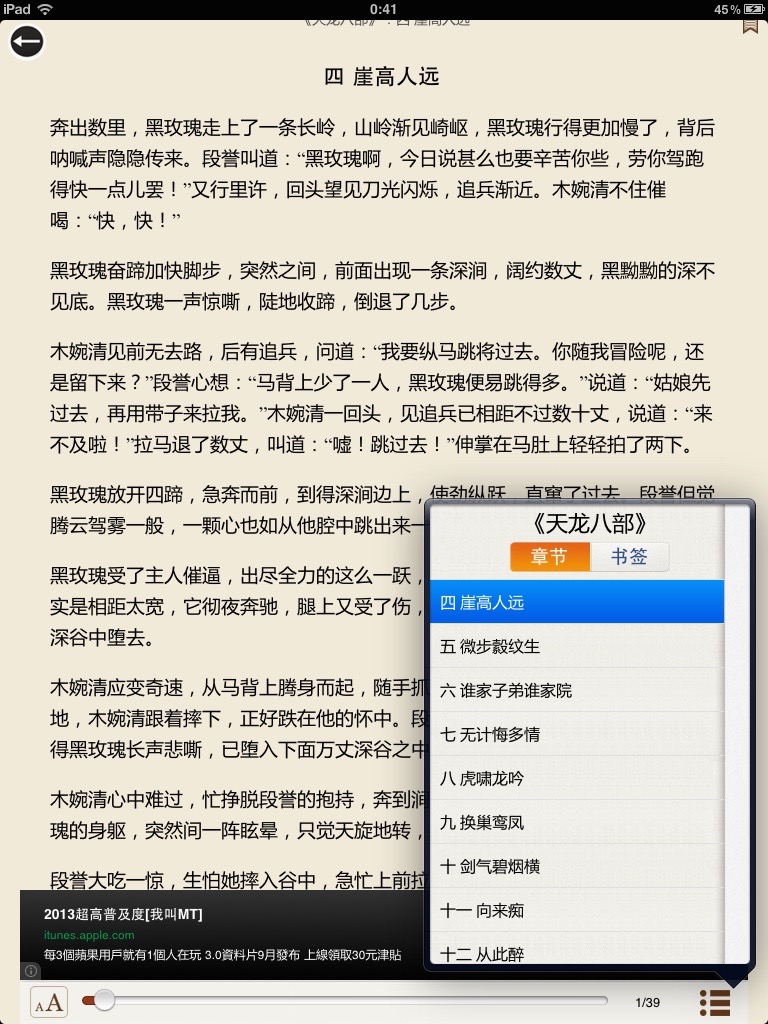 iPad
0:41
45%
《天龙八部》：四 崖高人远
四 崖高人远
奔出数里，黑玫瑰走上了一条长岭，山岭渐见崎岖，黑玫瑰行得更加慢了，背后
呐喊声隐隐传来。段誉叫道：“黑玫瑰啊，今日说甚么也要辛苦你些，劳你驾跑
得快一点儿罢！”又行里许，回头望见刀光闪烁，追兵渐近。木婉清不住催
喝：“快，快！”
黑玫瑰奋蹄加快脚步，突然之间，前面出现一条深涧，阔约数丈，黑黝黝的深不
见底。黑玫瑰一声惊嘶，陡地收蹄，倒退了几步。
木婉清见前无去路，后有追兵，问道：“我要纵马跳将过去。你随我冒险呢，还
是留下来？”段誉心想：“马背上少了一人，黑玫瑰便易跳得多。”说道：“姑娘先
过去，再用带子来拉我。”木婉清一回头，见追兵已相距不过数十丈，说道：“来
不及啦！”拉马退了数丈，叫道：“嘘！跳过去！”伸掌在马肚上轻轻拍了两下。
黑玫瑰放开四蹄，急奔而前，到得深涧边上，使劲纵跃，直窜了过去。段誉但觉
腾云驾雾一般，一颗心也如从他腔中跳出来一
黑玫瑰受了主人催逼，出尽全力的这么一跃，
实是相距太宽，它彻夜奔驰，腿上又受了伤，
深谷中堕去。
木婉清应变奇速，从马背上腾身而起，随手抓
地，木婉清跟着摔下，正好跌在他的怀中。段
得黑玫瑰长声悲嘶，已堕入下面万丈深谷之中
木婉清心中难过，忙挣脱段誉的抱持，奔到涧
瑰的身躯，突然间一阵眩晕，只觉天旋地转，
段誉大吃一惊，生怕她摔入谷中，急忙上前拉
《天龙八部》
章节
书签
四 崖高人远
五 微步縠纹生
六 谁家子弟谁家院
七 无计悔多情
八 虎啸龙吟
九 换巢鸾凤
十 剑气碧烟横
十一 向来痴
十二 从此醉
2013超高普及度[我叫MT]
itunes.apple.com
每3個蘋果用戶就有1個人在玩 3.0資料片9月發布 上線領取30元津貼
AA
1/39